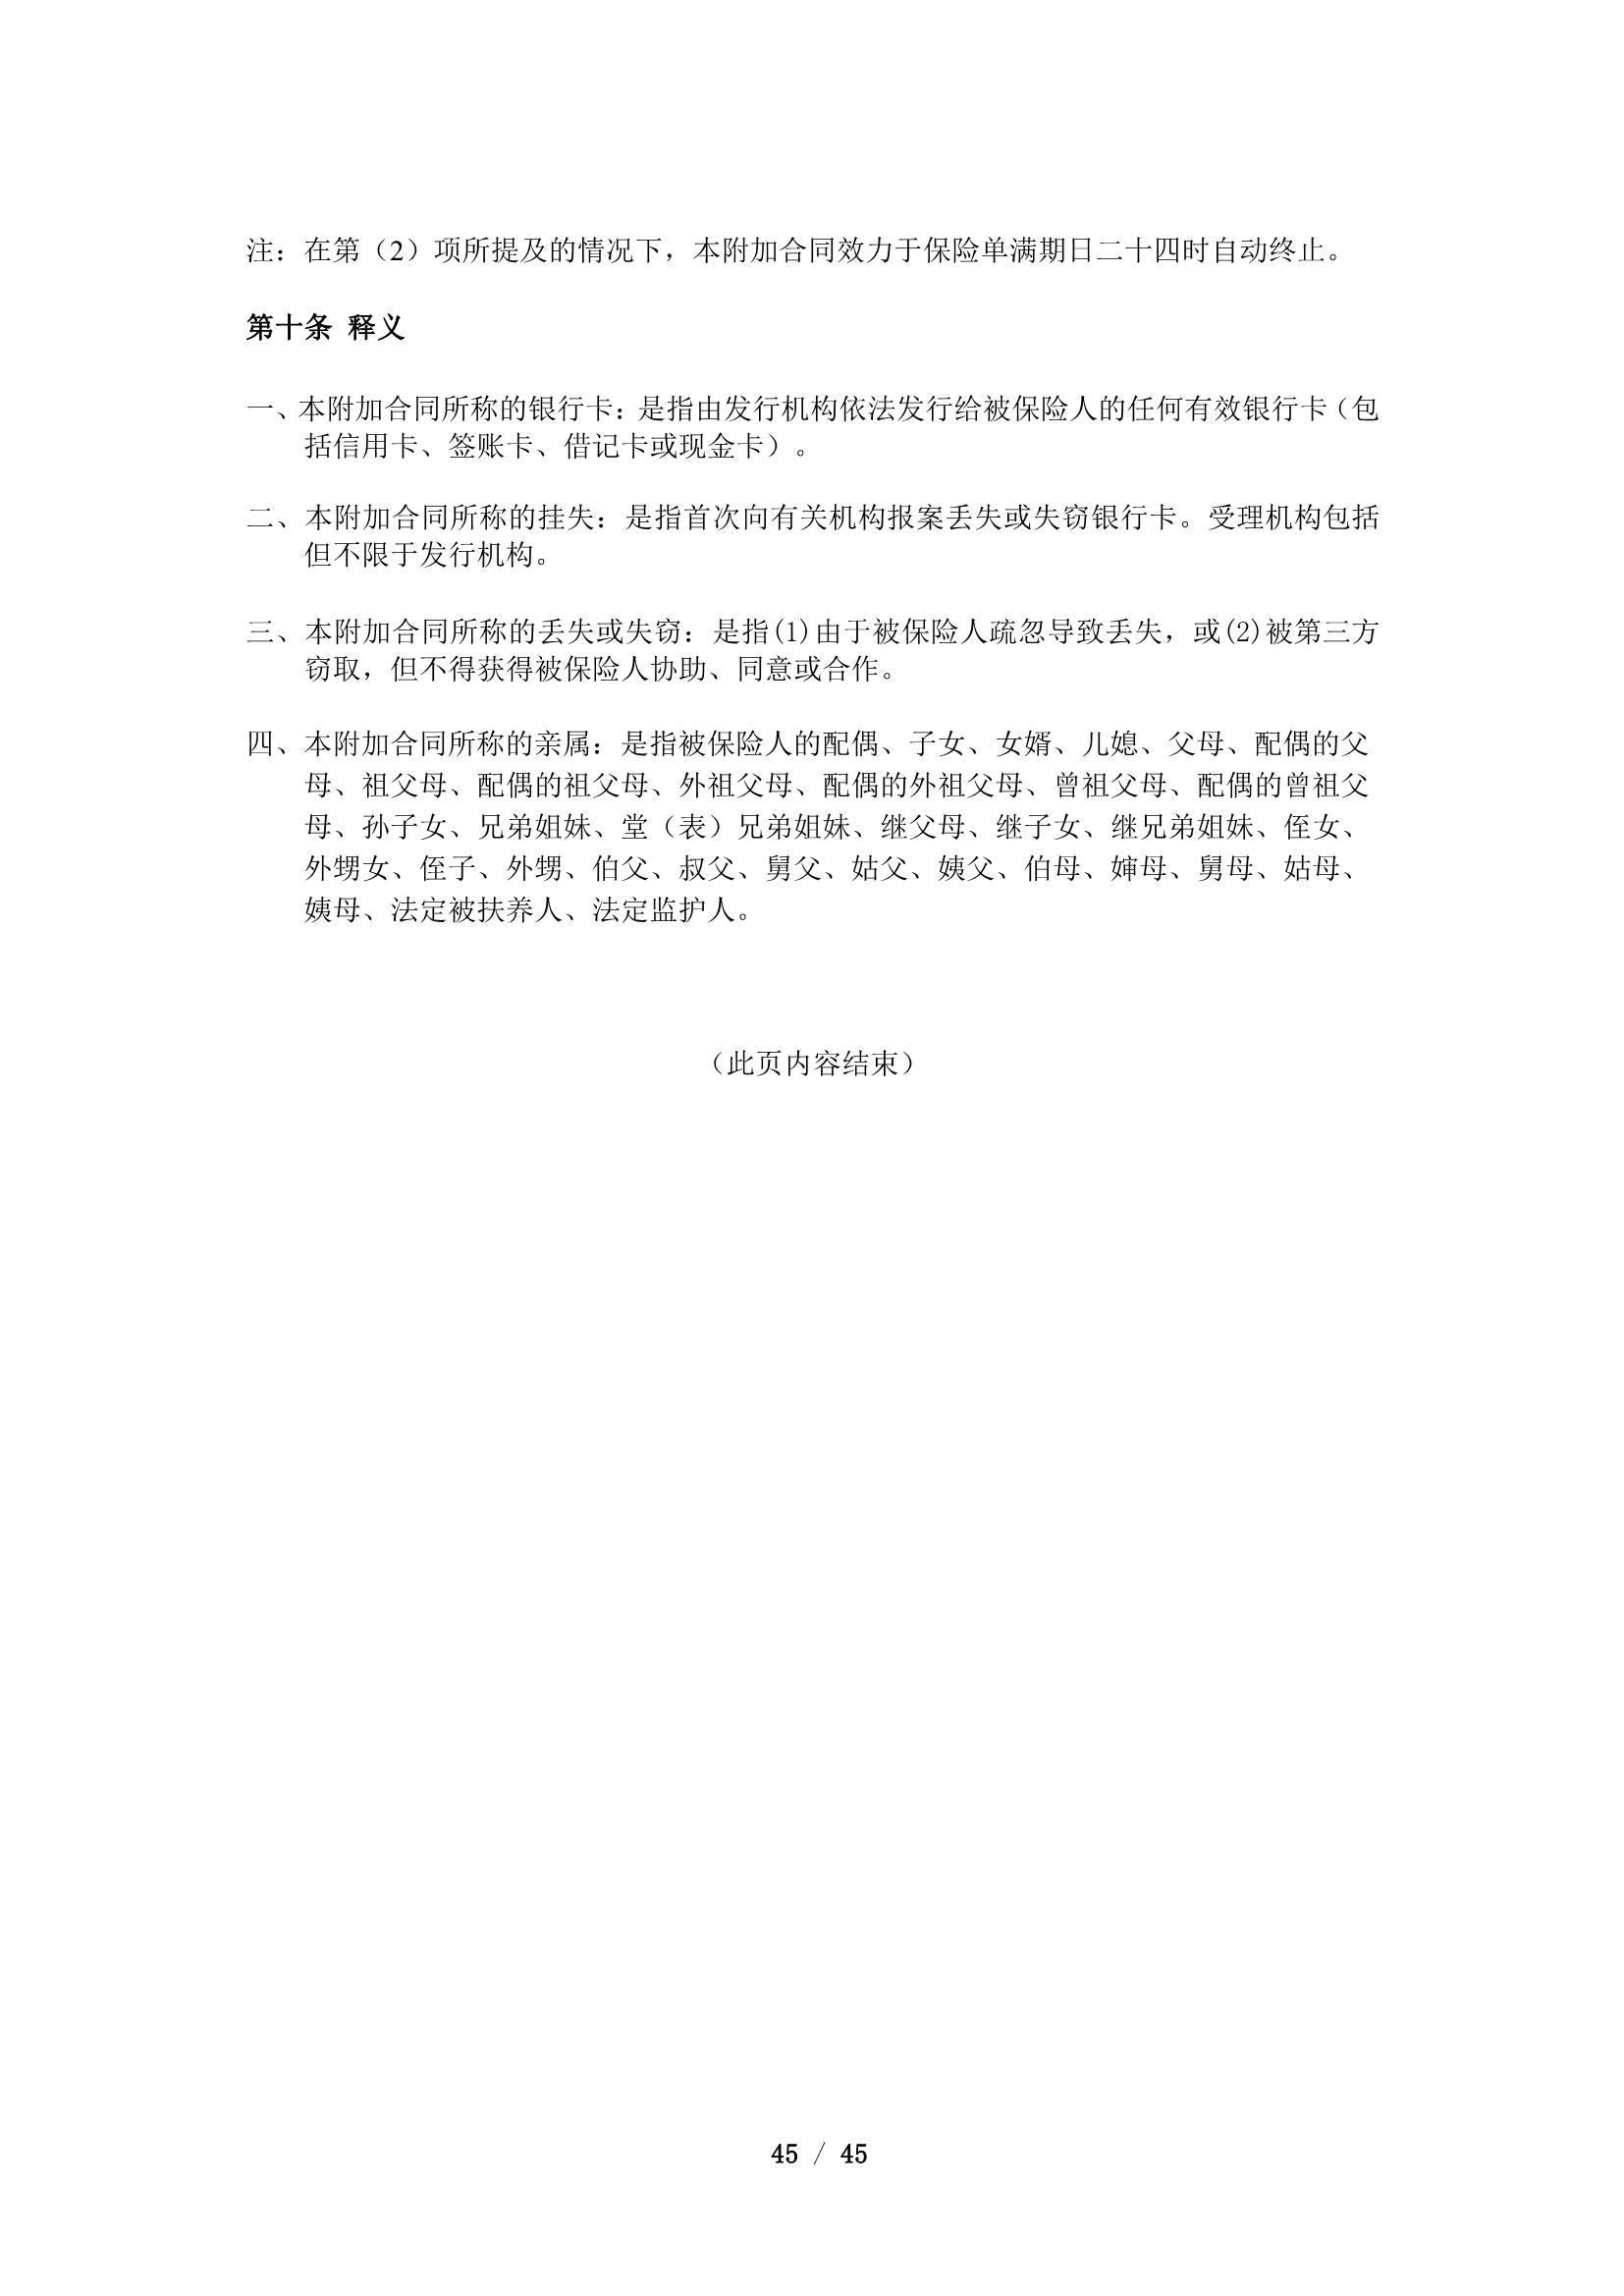 注：在第（2）项所提及的情况下，本附加合同效力于保险单满期日二十四时自动终止。
第十条 释义
一、本附加合同所称的银行卡：是指由发行机构依法发行给被保险人的任何有效银行卡（包
括信用卡、签账卡、借记卡或现金卡）。
二、本附加合同所称的挂失：是指首次向有关机构报案丢失或失窃银行卡。受理机构包括
但不限于发行机构。
三、本附加合同所称的丢失或失窃：是指(1)由于被保险人疏忽导致丢失，或(2)被第三方
窃取，但不得获得被保险人协助、同意或合作。
四、本附加合同所称的亲属：是指被保险人的配偶、子女、女婿、儿媳、父母、配偶的父
母、祖父母、配偶的祖父母、外祖父母、配偶的外祖父母、曾祖父母、配偶的曾祖父
母、孙子女、兄弟姐妹、堂（表）兄弟姐妹、继父母、继子女、继兄弟姐妹、侄女、
外甥女、侄子、外甥、伯父、叔父、舅父、姑父、姨父、伯母、婶母、舅母、姑母、
姨母、法定被扶养人、法定监护人。
（此页内容结束）
45 / 45